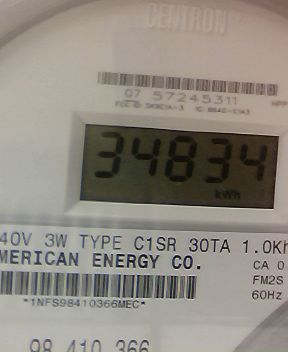 CENTRON
07 57245311
34834
kWh
40V 3W TYPE C1SR 30TA 1.0Kh
MERICAN ENERGY CO.
CA 0
FM2S
60Hz
*1NFS98410366MEC*
98 410 366